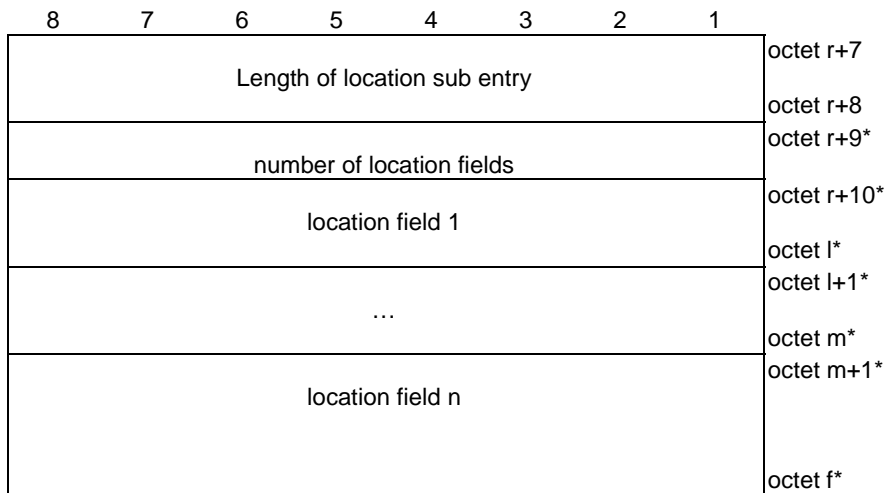 8 7 6 5 4 3 2 1
octet r+7
Length of location sub entry
octet r+8
octet r+9*
number of location fields
octet r+10*
location field 1
octet l*
octet l+1*
…
octet m*
octet m+1*
location field n
octet f*